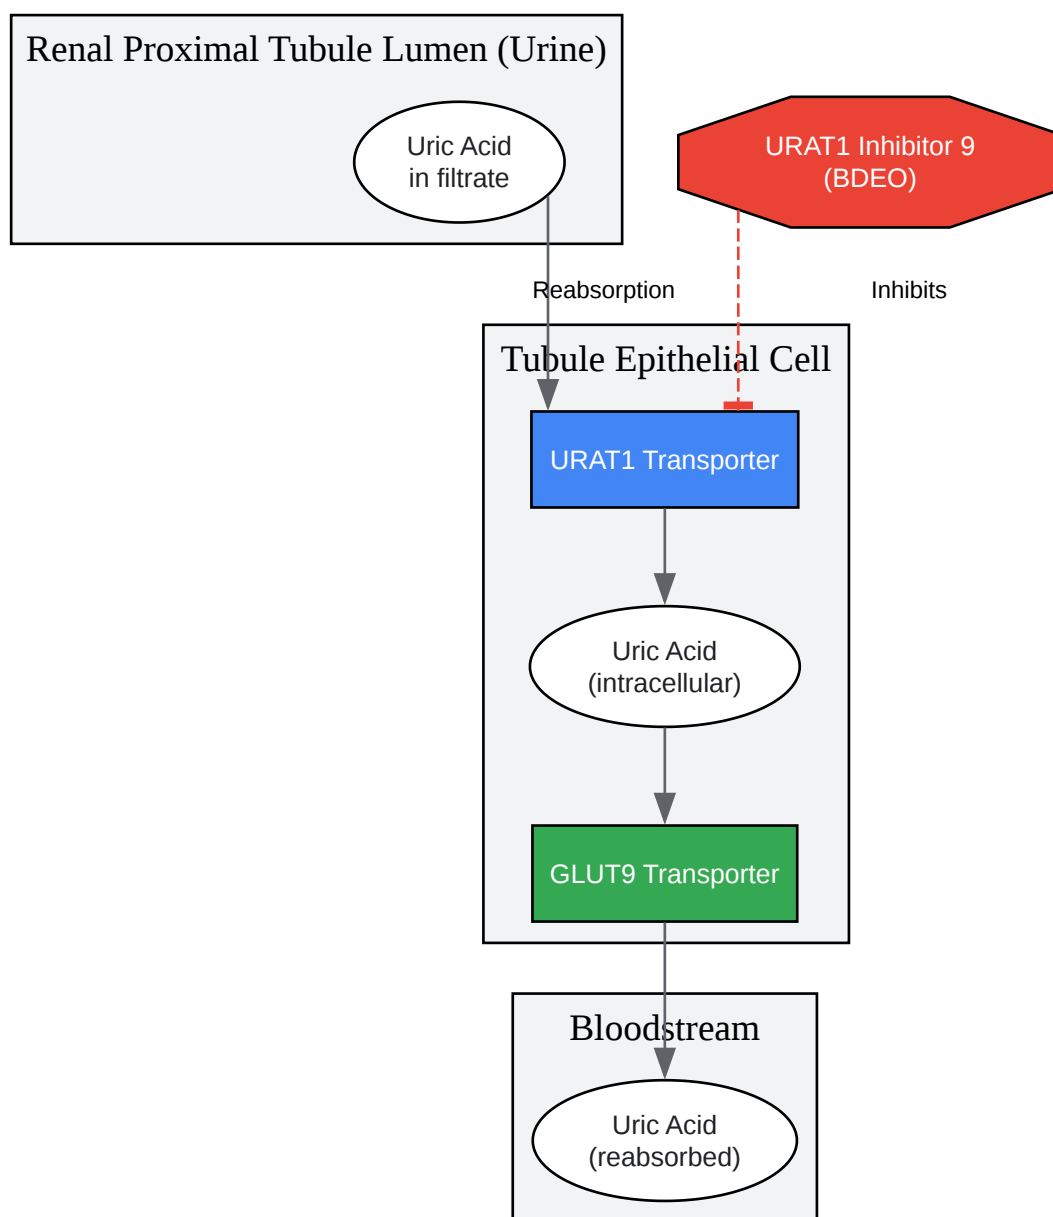 Renal Proximal Tubule Lumen (Urine)
Uric Acid
in filtrate
URAT1 Inhibitor 9
(BDEO)
Reabsorption
Inhibits
Tubule Epithelial Cell
URAT1 Transporter
Uric Acid
(intracellular)
GLUT9 Transporter
Bloodstream
Uric Acid
(reabsorbed)